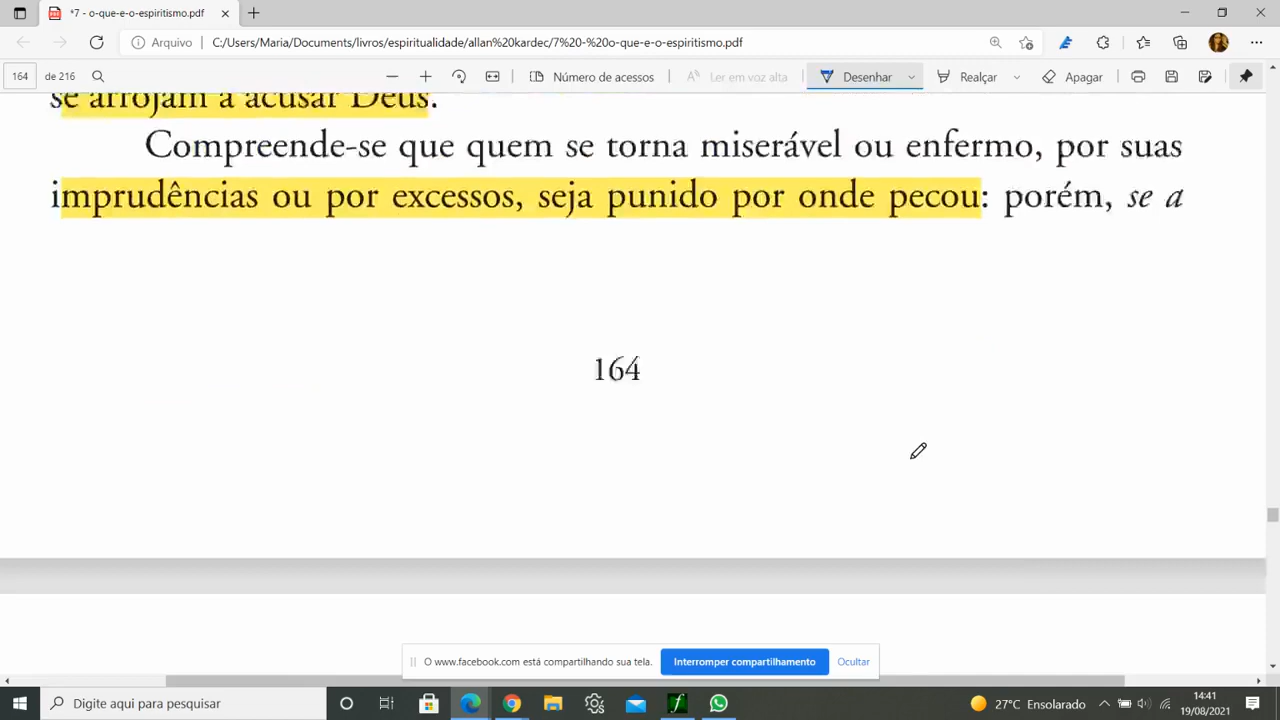 *7 - o-que-e-o-espiritismo.pdf
Arquivo C:/Users/Maria/Documents/livros/espiritualidade/allan%20kardec/7%20-%20o-que-e-o-espiritismo.pdf
164 de 216 Número de acessos Ler em voz alta Desenhar Realçar Apagar
se arrojam a acusar Deus.
Compreende-se que quem se torna miserável ou enfermo, por suas
imprudências ou por excessos, seja punido por onde pecou: porém, se a
164
O www.facebook.com está compartilhando sua tela. Interromper compartilhamento Ocultar
Digite aqui para pesquisar 27°C Ensolarado 14:41
19/08/2021